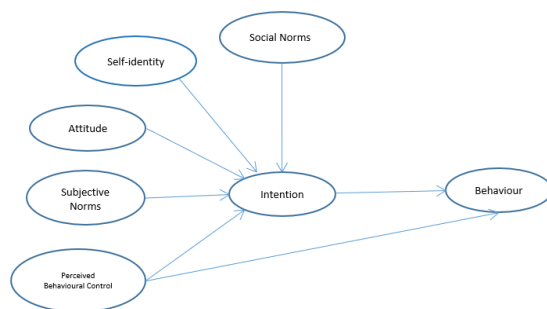 Social Norms
Self-identity
Attitude
Subjective
Norms
Intention
Behaviour
Perceived
Behavioural Control